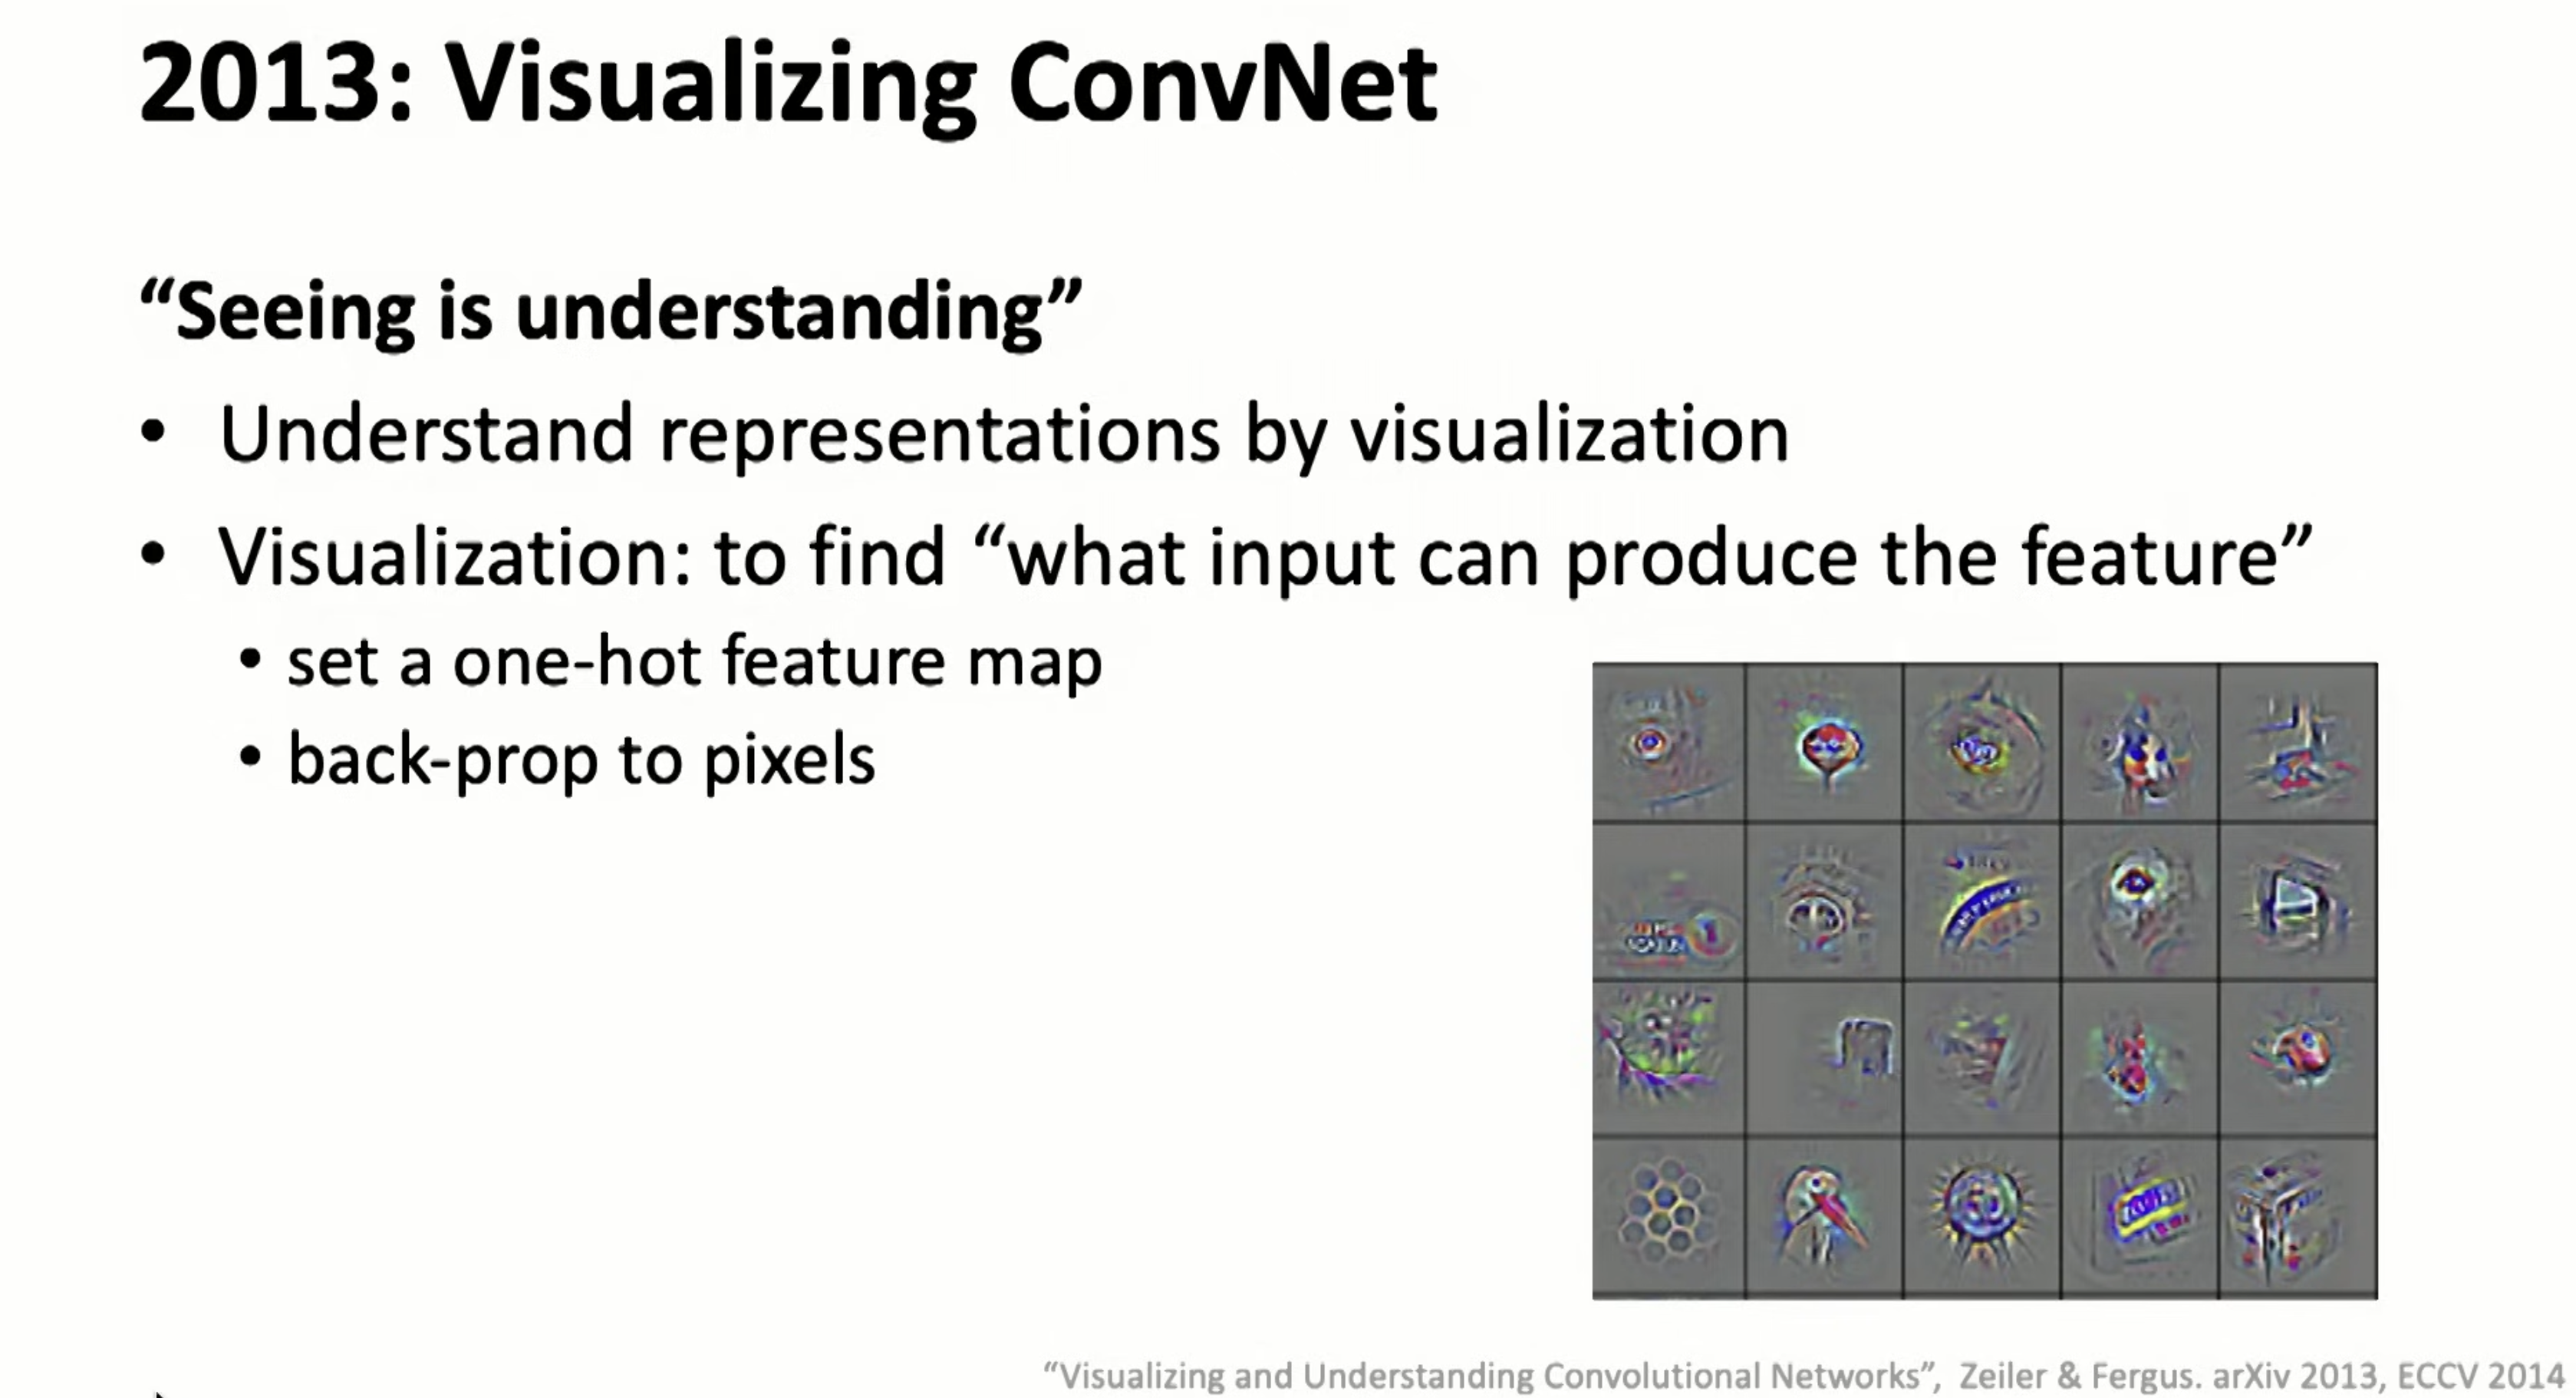 2013: Visualizing ConvNet
“Seeing is understanding”
• Understand representations by visualization
• Visualization: to find “what input can produce the feature”
• set a one-hot feature map
• back-prop to pixels
“Visualizing and Understanding Convolutional Networks”, Zeiler & Fergus. arXiv 2013, ECCV 2014